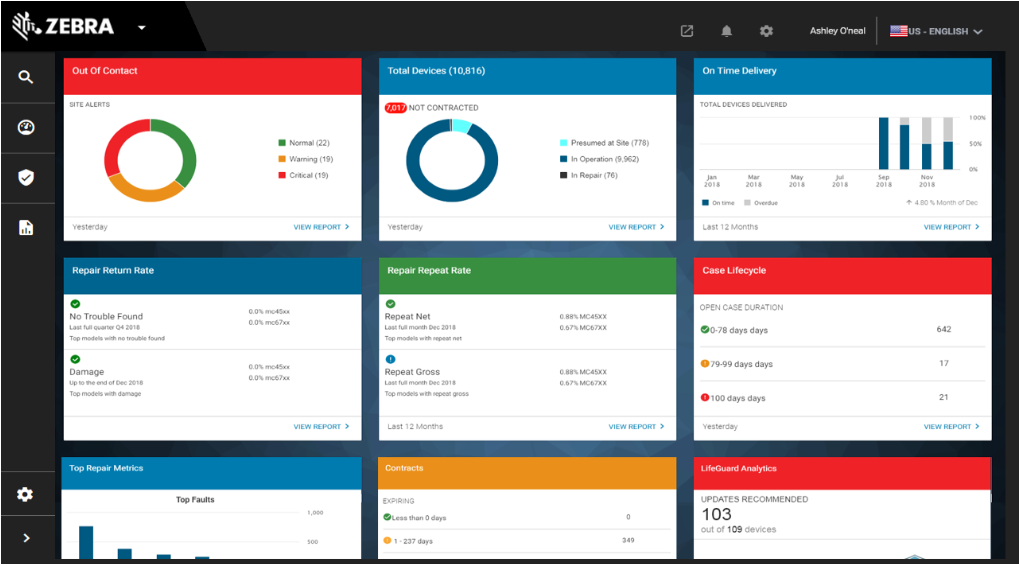 ZEBRA
Ashley O'neal
US - ENGLISH
Out Of Contact
SITE ALERTS
Normal (22)
Warning (19)
Critical (19)
Yesterday
VIEW REPORT
Total Devices (10,816)
7,017 NOT CONTRACTED
Presumed at Site (778)
In Operation (9,962)
In Repair (76)
Yesterday
VIEW REPORT
On Time Delivery
TOTAL DEVICES DELIVERED
100%
50%
0%
Jan 2018
Mar 2018
May 2018
Jul 2018
Sep 2018
Nov 2018
On time
Overdue
4.80 % Month of Dec
Last 12 Months
VIEW REPORT
Repair Return Rate
No Trouble Found
Last full quarter Q4 2018
Top models with no trouble found
0.0% mc45xx
0.0% mc67xx
Damage
Up to the end of Dec 2018
Top models with damage
0.0% mc45xx
0.0% mc67xx
VIEW REPORT
Repair Repeat Rate
Repeat Net
Last full month Dec 2018
Top models with repeat net
0.88% MC45XX
0.67% MC67XX
Repeat Gross
Last full month Dec 2018
Top models with repeat gross
0.88% MC45XX
0.67% MC67XX
Last 12 Months
VIEW REPORT
Case Lifecycle
OPEN CASE DURATION
0-78 days days 642
79-99 days days 17
100 days days 21
Yesterday
VIEW REPORT
Top Repair Metrics
Top Faults
1,000
500
Contracts
EXPIRING
Less than 0 days 0
1 - 237 days 349
LifeGuard Analytics
UPDATES RECOMMENDED
103
out of 109 devices